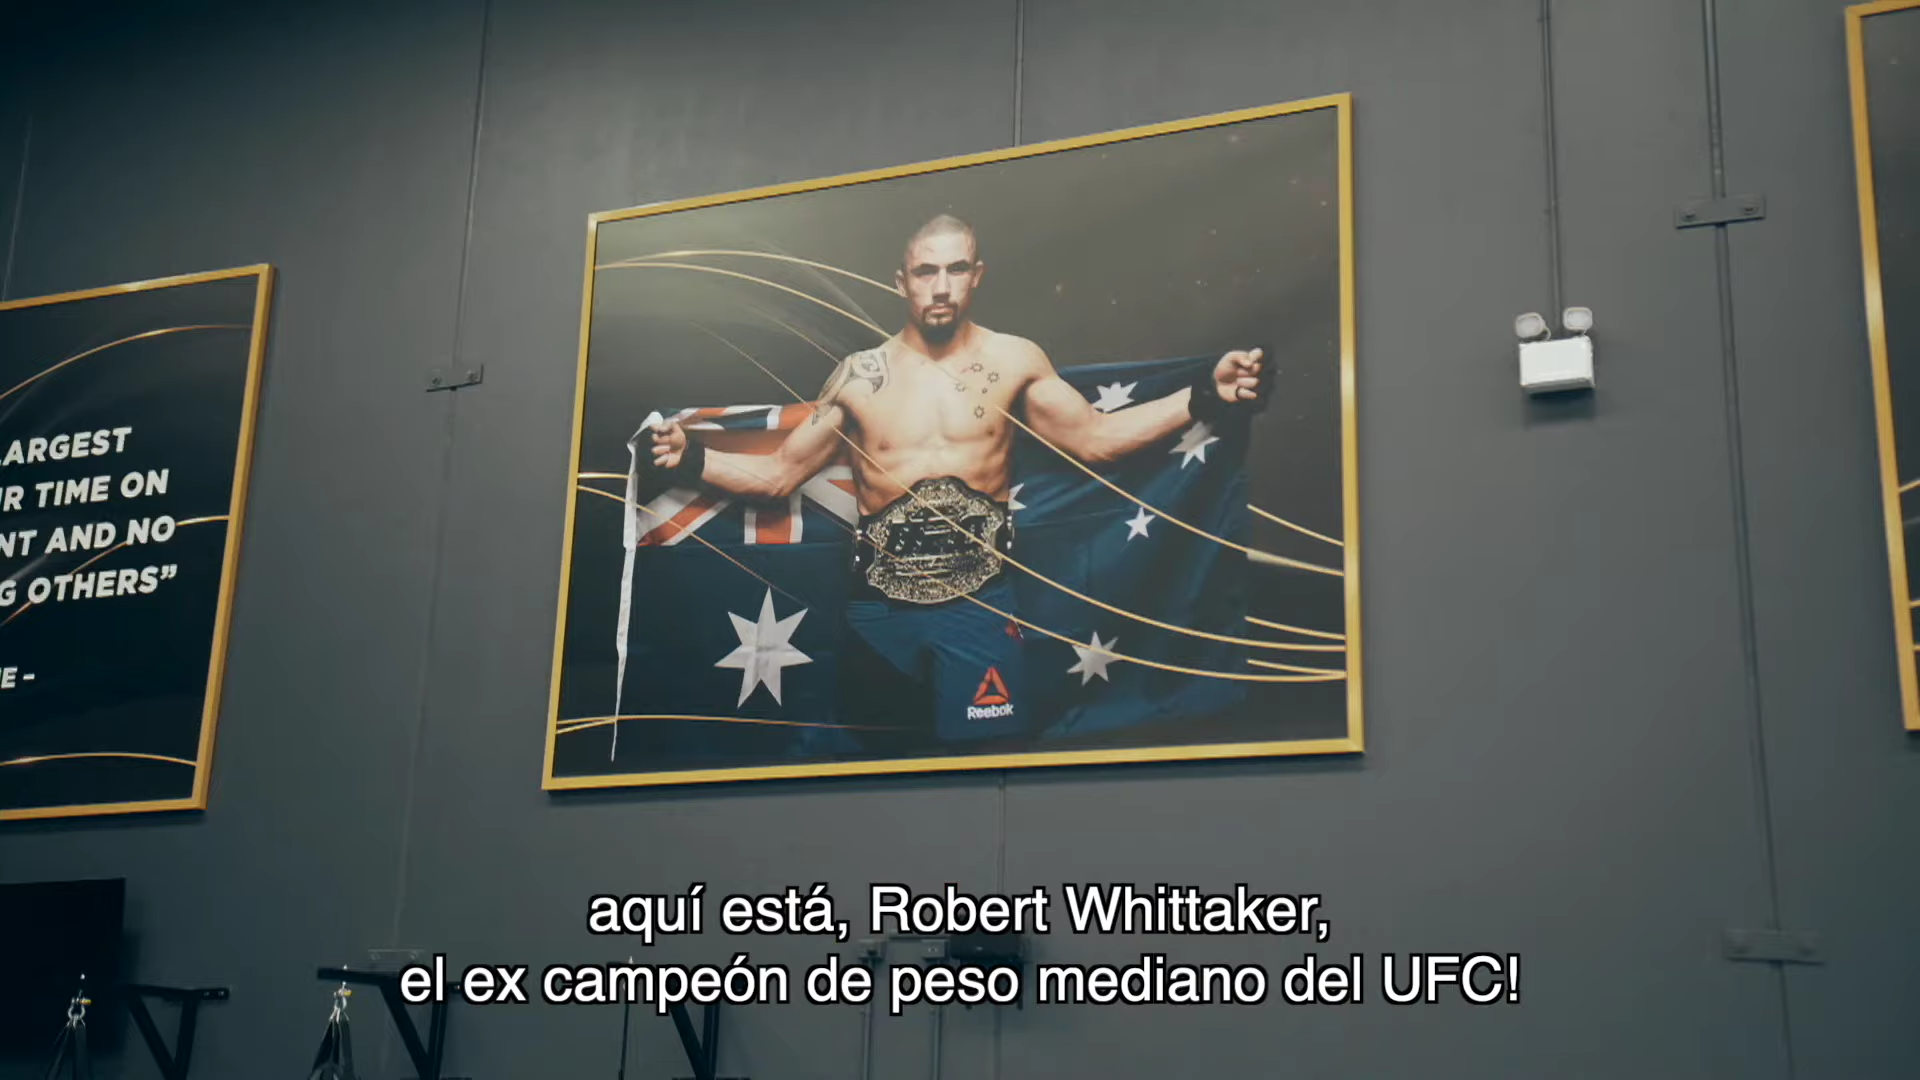 LARGEST
TIME ON
AND NO
OTHERS”
Reebok
aquí está, Robert Whittaker,
el ex campeón de peso mediano del UFC!